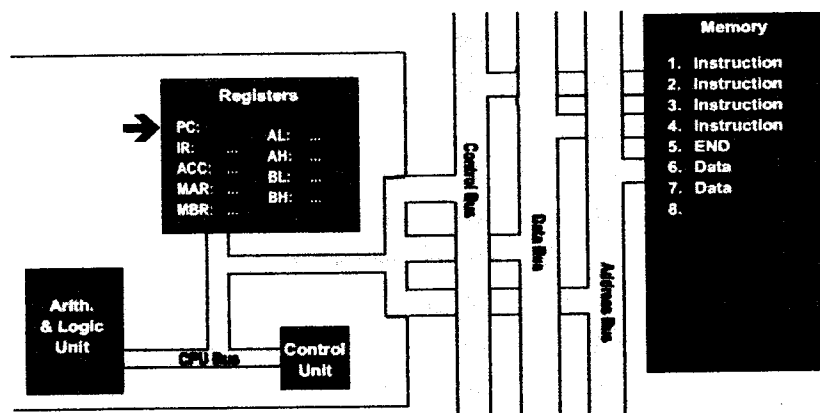 Registers
PC:
IR: ...
ACC: ...
MAR: ...
MBR: ...
AL: ...
AH: ...
BL: ...
BH: ...
Arith.
& Logic
Unit
CPU Bus
Control
Unit
Control Bus
Data Bus
Address Bus
Memory
1. Instruction
2. Instruction
3. Instruction
4. Instruction
5. END
6. Data
7. Data
8.